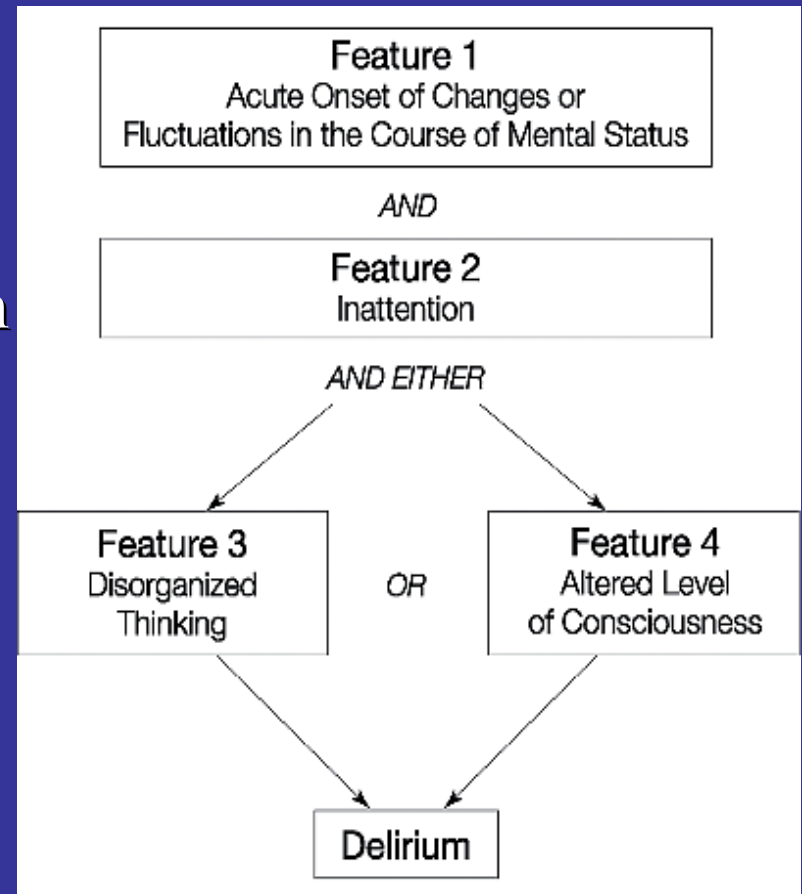 Feature 1
Acute Onset of Changes or
Fluctuations in the Course of Mental Status
AND
Feature 2
Inattention
AND EITHER
Feature 3
Disorganized
Thinking
OR
Feature 4
Altered Level
of Consciousness
Delirium